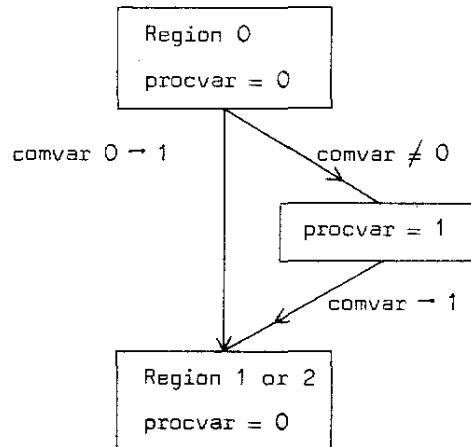 Region 0
procvar = 0
comvar 0 → 1
comvar ≠ 0
procvar = 1
comvar → 1
Region 1 or 2
procvar = 0